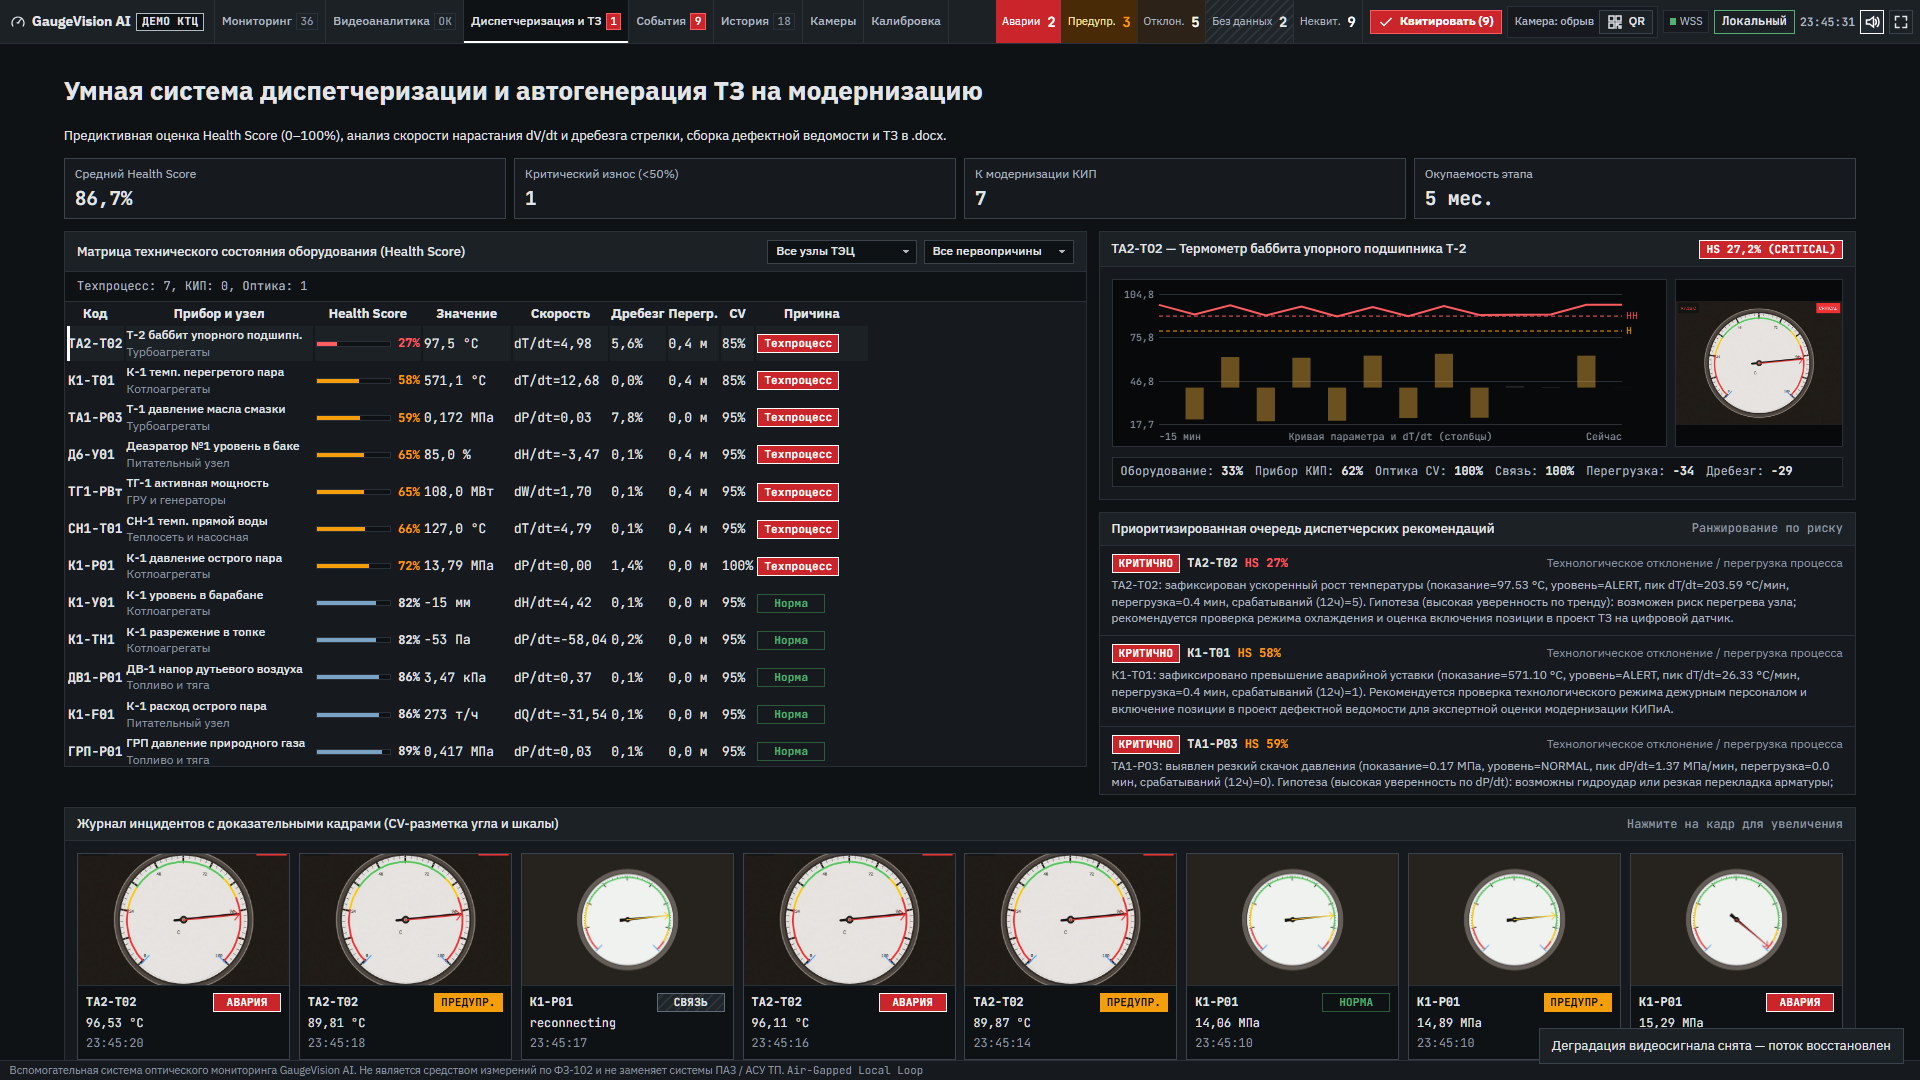 GaugeVision AI ДЕМО КТЦ Мониторинг 36 Видеоаналитика OK Диспетчеризация и ТЗ 1 События 9 История 18 Камеры Калибровка Аварии 2 Предупр. 3 Отклон. 5 Без данных 2 Неквит. 9 Квитировать (9) Камера: обрыв QR WSS Локальный 23:45:31
Умная система диспетчеризации и автогенерация ТЗ на модернизацию
Предиктивная оценка Health Score (0–100%), анализ скорости нарастания dV/dt и дребезга стрелки, сборка дефектной ведомости и ТЗ в .docx.
Средний Health Score
86,7%
Критический износ (<50%)
1
К модернизации КИП
7
Окупаемость этапа
5 мес.
Матрица технического состояния оборудования (Health Score) Все узлы ТЭЦ Все первопричины
Техпроцесс: 7, КИП: 0, Оптика: 1
Код Прибор и узел Health Score Значение Скорость Дребезг Перегр. CV Причина
ТА2-Т02 Т-2 баббит упорного подшипн. 27% 97,5 °C dT/dt=4,98 5,6% 0,4 м 85% Техпроцесс
Турбоагрегаты
К1-Т01 К-1 темп. перегретого пара 58% 571,1 °C dT/dt=12,68 0,0% 0,4 м 85% Техпроцесс
Котлоагрегаты
ТА1-Р03 Т-1 давление масла смазки 59% 0,172 МПа dP/dt=0,03 7,8% 0,0 м 95% Техпроцесс
Турбоагрегаты
Д6-У01 Деаэратор №1 уровень в баке 65% 85,0 % dH/dt=-3,47 0,1% 0,4 м 95% Техпроцесс
Питательный узел
ТГ1-РВт ТГ-1 активная мощность 65% 108,0 МВт dW/dt=1,70 0,1% 0,4 м 95% Техпроцесс
ГРУ и генераторы
СН1-Т01 СН-1 темп. прямой воды 66% 127,0 °C dT/dt=4,79 0,1% 0,4 м 95% Техпроцесс
Теплосеть и насосная
К1-Р01 К-1 давление острого пара 72% 13,79 МПа dP/dt=0,00 1,4% 0,0 м 100% Техпроцесс
Котлоагрегаты
К1-У01 К-1 уровень в барабане 82% -15 мм dH/dt=4,42 0,1% 0,0 м 95% Норма
Котлоагрегаты
К1-ТН1 К-1 разрежение в топке 82% -53 Па dP/dt=-58,04 0,2% 0,0 м 95% Норма
Котлоагрегаты
ДВ1-Р01 ДВ-1 напор дутьевого воздуха 86% 3,47 кПа dP/dt=0,37 0,1% 0,0 м 95% Норма
Топливо и тяга
К1-F01 К-1 расход острого пара 86% 273 т/ч dQ/dt=-31,54 0,1% 0,0 м 95% Норма
Питательный узел
ГРП-Р01 ГРП давление природного газа 89% 0,417 МПа dP/dt=0,03 0,1% 0,0 м 95% Норма
Топливо и тяга
ТА2-Т02 — Термометр баббита упорного подшипника Т-2 HS 27,2% (CRITICAL)
104,8
HH
H
75,8
46,8
17,7
-15 мин Кривая параметра и dT/dt (столбцы) Сейчас
Оборудование: 33% Прибор КИП: 62% Оптика CV: 100% Связь: 100% Перегрузка: -34 Дребезг: -29
Приоритизированная очередь диспетчерских рекомендаций Ранжирование по риску
КРИТИЧНО ТА2-Т02 HS 27% Технологическое отклонение / перегрузка процесса
ТА2-Т02: зафиксирован ускоренный рост температуры (показание=97.53 °C, уровень=ALERT, пик dT/dt=203.59 °C/мин,
перегрузка=0.4 мин, срабатываний (12ч)=5). Гипотеза (высокая уверенность по тренду): возможен риск перегрева узла;
рекомендуется проверка режима охлаждения и оценка включения позиции в проект ТЗ на цифровой датчик.
КРИТИЧНО К1-Т01 HS 58% Технологическое отклонение / перегрузка процесса
К1-Т01: зафиксировано превышение аварийной уставки (показание=571.10 °C, уровень=ALERT, пик dT/dt=26.33 °C/мин,
перегрузка=0.4 мин, срабатываний (12ч)=1). Рекомендуется проверка технологического режима дежурным персоналом и
включение позиции в проект дефектной ведомости для экспертной оценки модернизации КИПиА.
КРИТИЧНО ТА1-Р03 HS 59% Технологическое отклонение / перегрузка процесса
ТА1-Р03: выявлен резкий скачок давления (показание=0.17 МПа, уровень=NORMAL, пик dP/dt=1.37 МПа/мин, перегрузка=0.0
мин, срабатываний (12ч)=0). Гипотеза (высокая уверенность по dP/dt): возможны гидроудар или резкая перекладка арматуры;
Журнал инцидентов с доказательными кадрами (CV-разметка угла и шкалы) Нажмите на кадр для увеличения
ТА2-Т02 АВАРИЯ
96,53 °C
23:45:20
ТА2-Т02 ПРЕДУПР.
89,81 °C
23:45:18
К1-Р01 СВЯЗЬ
reconnecting
23:45:17
ТА2-Т02 АВАРИЯ
96,11 °C
23:45:16
ТА2-Т02 ПРЕДУПР.
89,87 °C
23:45:14
К1-Р01 НОРМА
14,06 МПа
23:45:10
К1-Р01 ПРЕДУПР.
14,89 МПа
23:45:10
К1-Р01 АВАРИЯ
15,29 МПа
Деградация видеосигнала снята — поток восстановлен
Вспомогательная система оптического мониторинга GaugeVision AI. Не является средством измерений по ФЗ-102 и не заменяет системы ПАЗ / АСУ ТП. Air-Gapped Local Loop